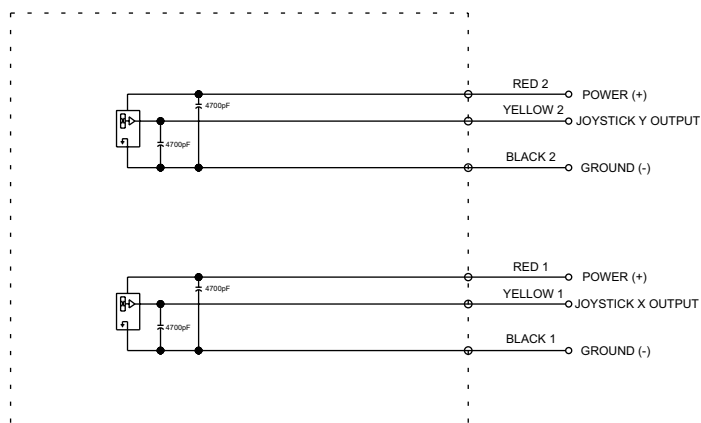 RED 2
POWER (+)
4700pF
YELLOW 2
JOYSTICK Y OUTPUT
4700pF
BLACK 2
GROUND (-)
RED 1
POWER (+)
4700pF
YELLOW 1
JOYSTICK X OUTPUT
4700pF
BLACK 1
GROUND (-)